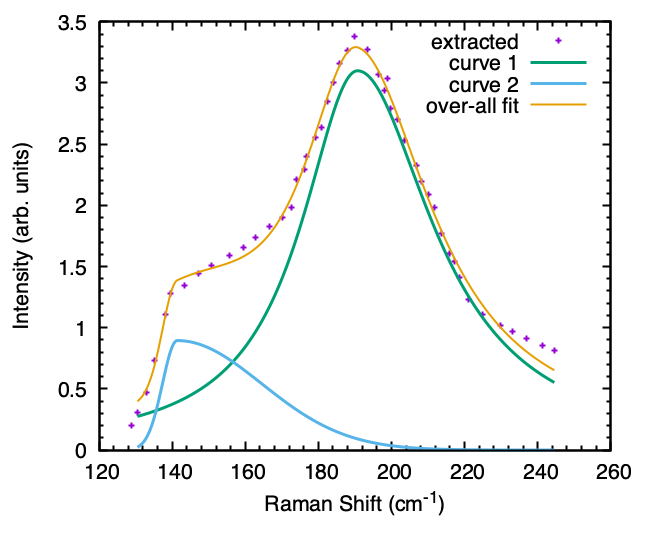 3.5
3
2.5
2
1.5
1
0.5
0
120 140 160 180 200 220 240 260
Intensity (arb. units)
Raman Shift (cm⁻¹)
extracted
curve 1
curve 2
over-all fit